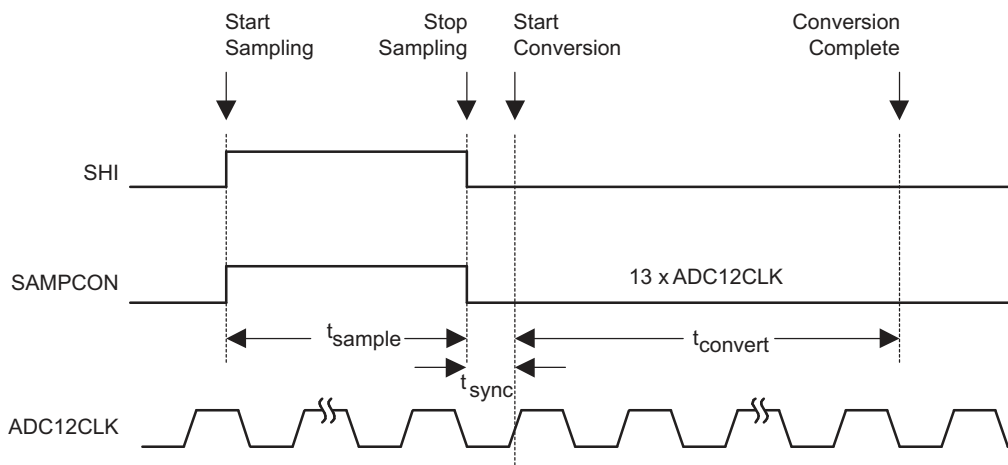 Start
Sampling
Stop
Sampling
Start
Conversion
Conversion
Complete
SHI
SAMPCON
13 x ADC12CLK
tsample
tconvert
tsync
ADC12CLK